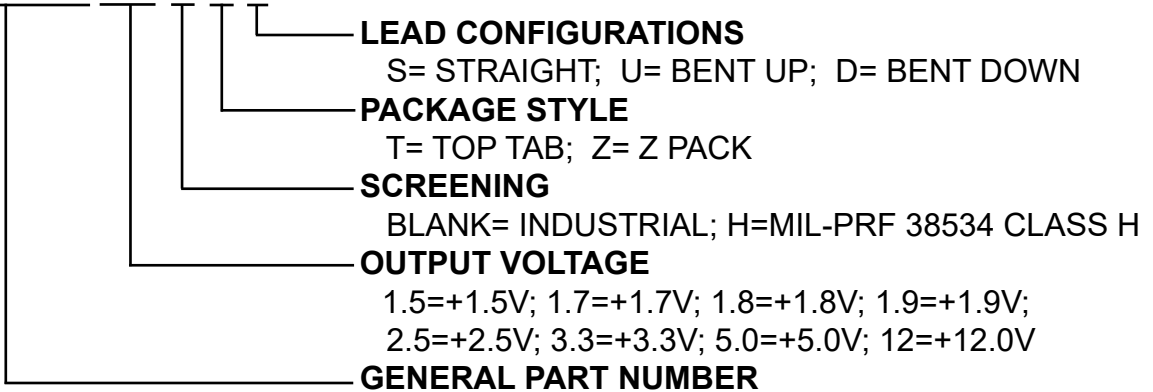 LEAD CONFIGURATIONS
S= STRAIGHT; U= BENT UP; D= BENT DOWN
PACKAGE STYLE
T= TOP TAB; Z= Z PACK
SCREENING
BLANK= INDUSTRIAL; H=MIL-PRF 38534 CLASS H
OUTPUT VOLTAGE
1.5=+1.5V; 1.7=+1.7V; 1.8=+1.8V; 1.9=+1.9V;
2.5=+2.5V; 3.3=+3.3V; 5.0=+5.0V; 12=+12.0V
GENERAL PART NUMBER